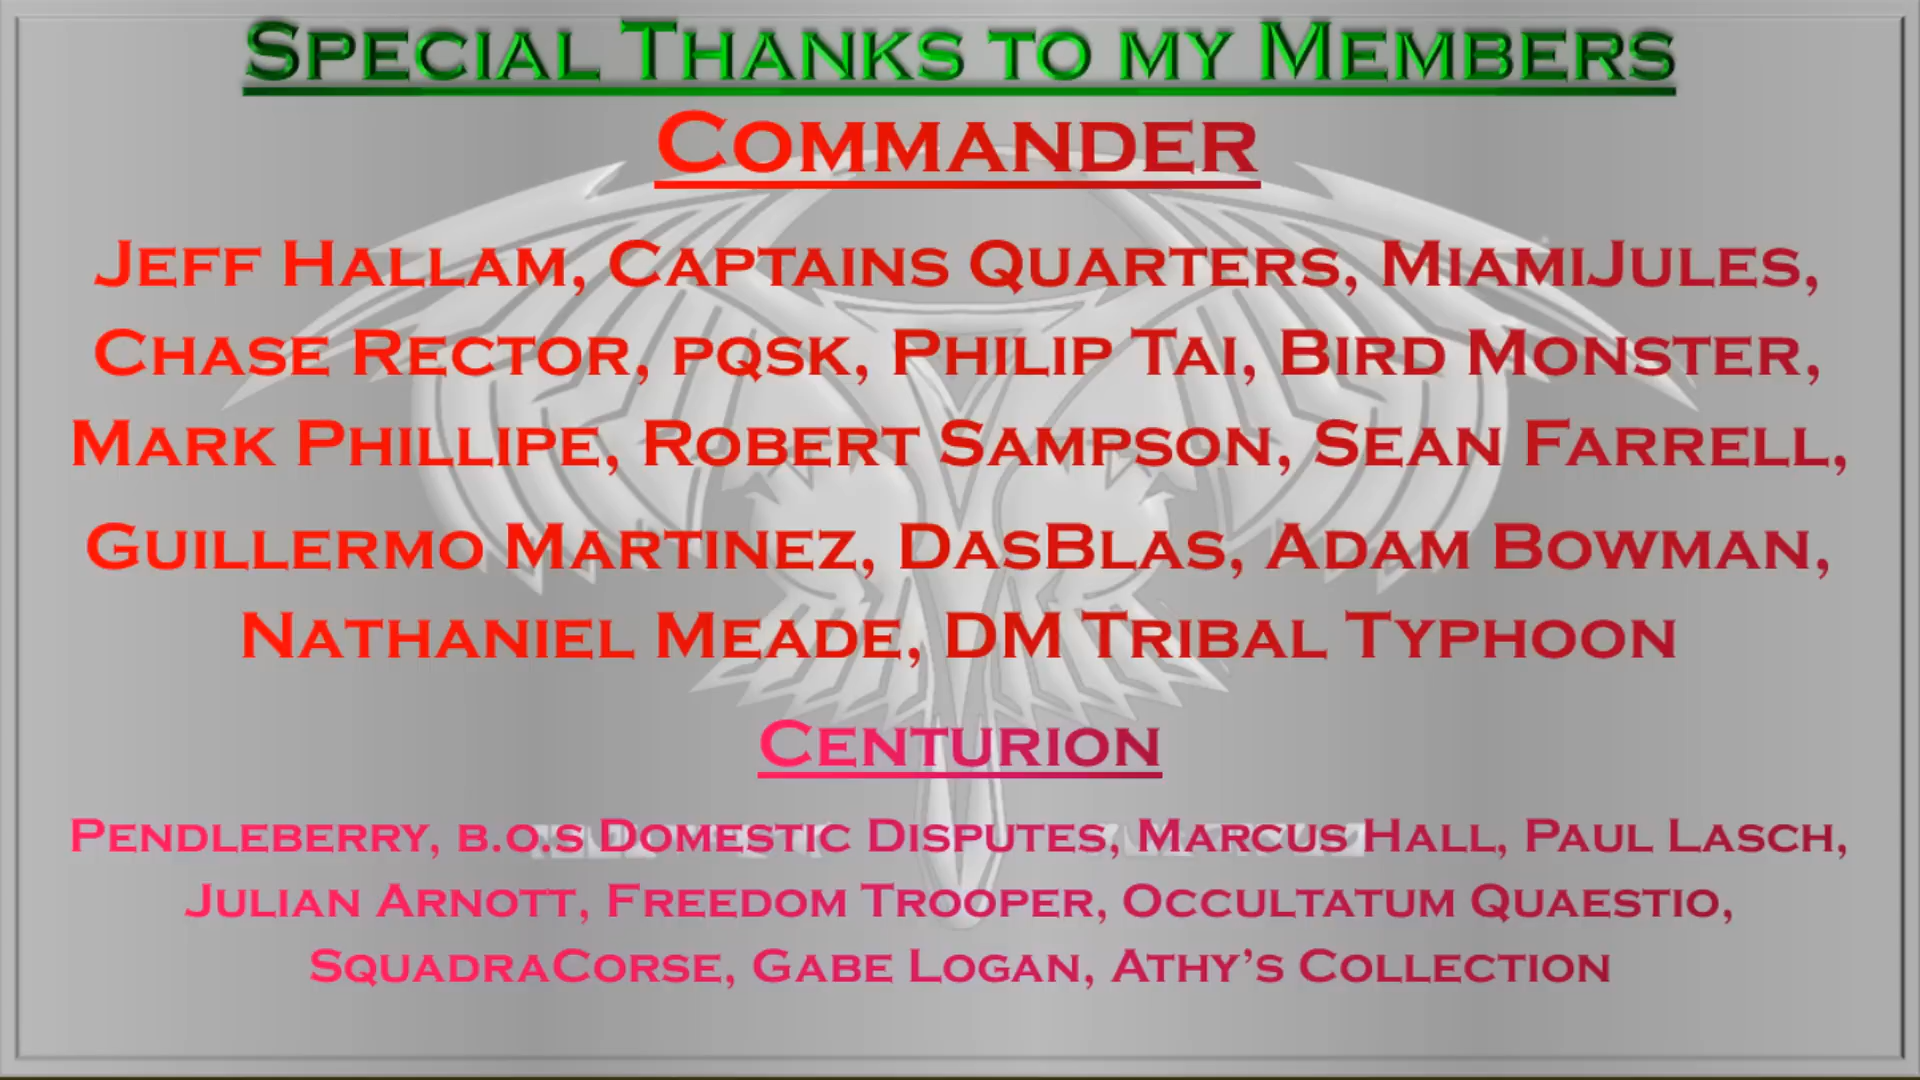 Special Thanks to my Members
Commander
Jeff Hallam, Captains Quarters, MiamiJules,
Chase Rector, pqsk, Philip Tai, Bird Monster,
Mark Phillipe, Robert Sampson, Sean Farrell,
Guillermo Martinez, DasBlas, Adam Bowman,
Nathaniel Meade, DM Tribal Typhoon
Centurion
Pendleberry, b.o.s Domestic Disputes, Marcus Hall, Paul Lasch,
Julian Arnott, Freedom Trooper, Occultatum Quaestio,
SquadraCorse, Gabe Logan, Athy's Collection